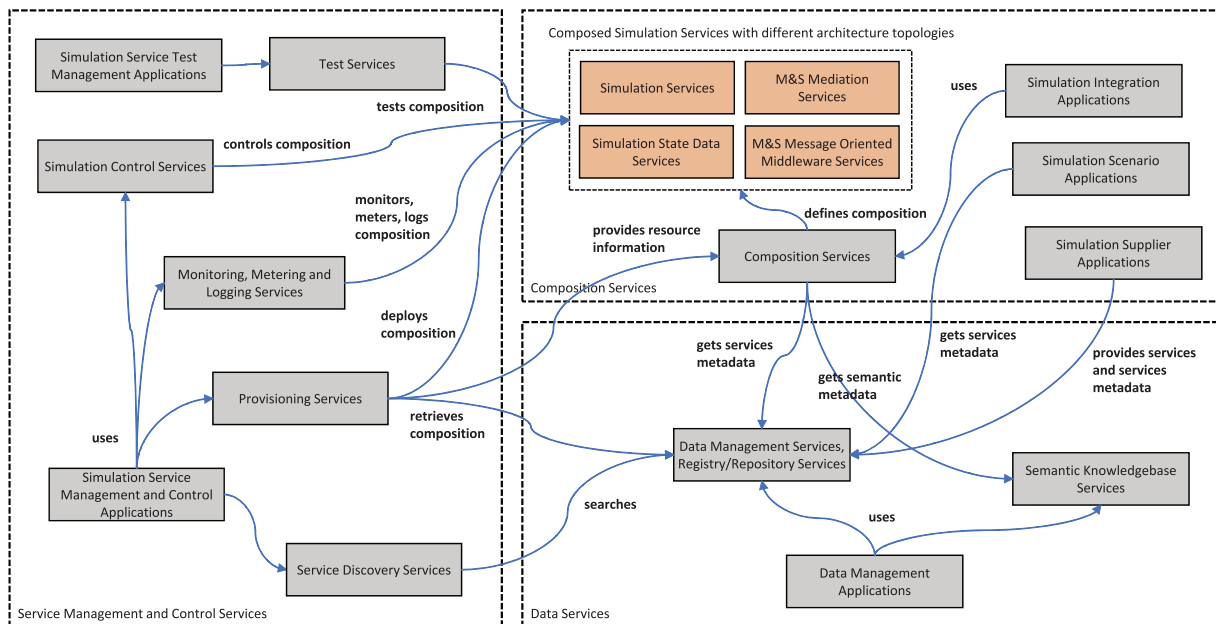 Simulation Service Test
Management Applications
Test Services
tests composition
controls composition
Simulation Control Services
monitors,
meters, logs
composition
Monitoring, Metering and
Logging Services
deploys
composition
Provisioning Services
retrieves
composition
uses
Simulation Service
Management and Control
Applications
Service Discovery Services
Service Management and Control Services
Composed Simulation Services with different architecture topologies
Simulation Services
M&S Mediation
Services
Simulation State Data
Services
M&S Message Oriented
Middleware Services
uses
Simulation Integration
Applications
Simulation Scenario
Applications
Simulation Supplier
Applications
defines composition
provides resource
information
Composition Services
Composition Services
gets services
metadata
gets semantic
metadata
gets services
metadata
provides services
and services
metadata
Data Management Services,
Registry/Repository Services
Semantic Knowledgebase
Services
searches
uses
Data Management
Applications
Data Services